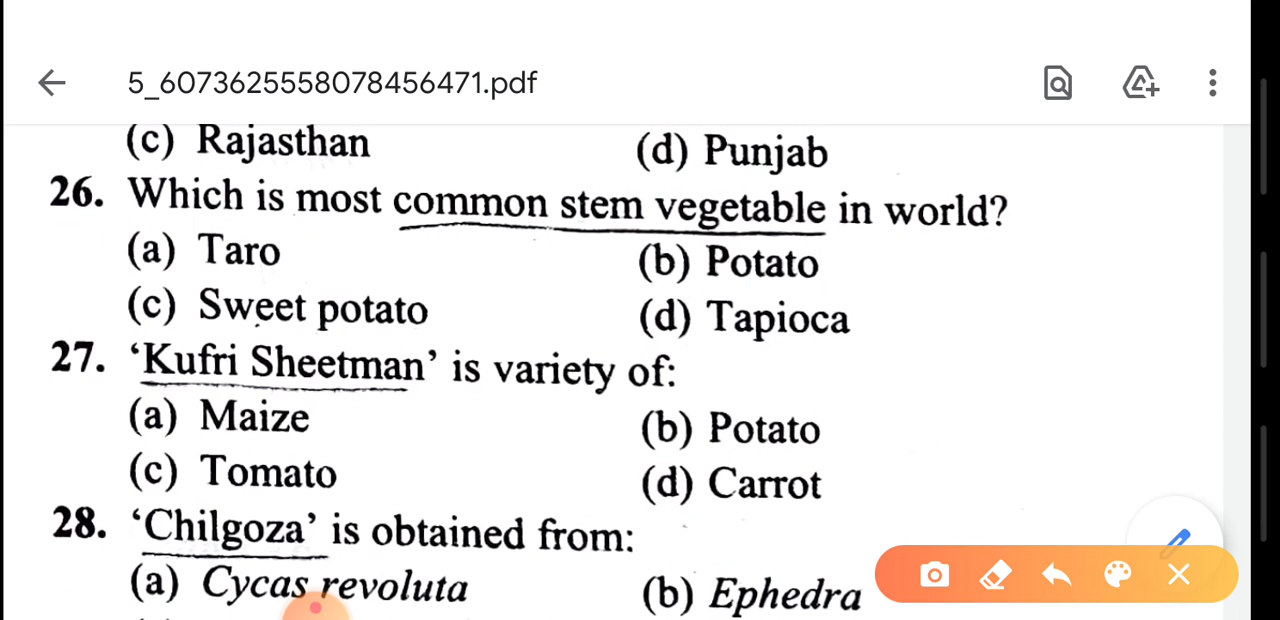 5_6073625558078456471.pdf
(c) Rajasthan (d) Punjab
26. Which is most common stem vegetable in world?
(a) Taro (b) Potato
(c) Sweet potato (d) Tapioca
27. ‘Kufri Sheetman’ is variety of:
(a) Maize (b) Potato
(c) Tomato (d) Carrot
28. ‘Chilgoza’ is obtained from:
(a) Cycas revoluta (b) Ephedra